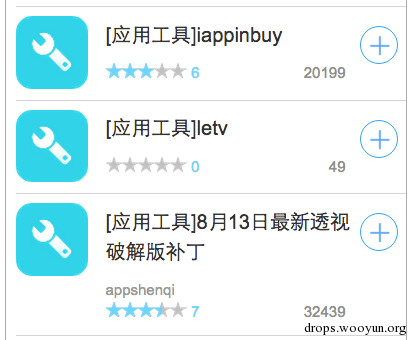 [应用工具]iappinbuy
6 20199
[应用工具]letv
0 49
[应用工具]8月13日最新透视
破解版补丁
appshenqi
7 32439
drops.wooyun.org